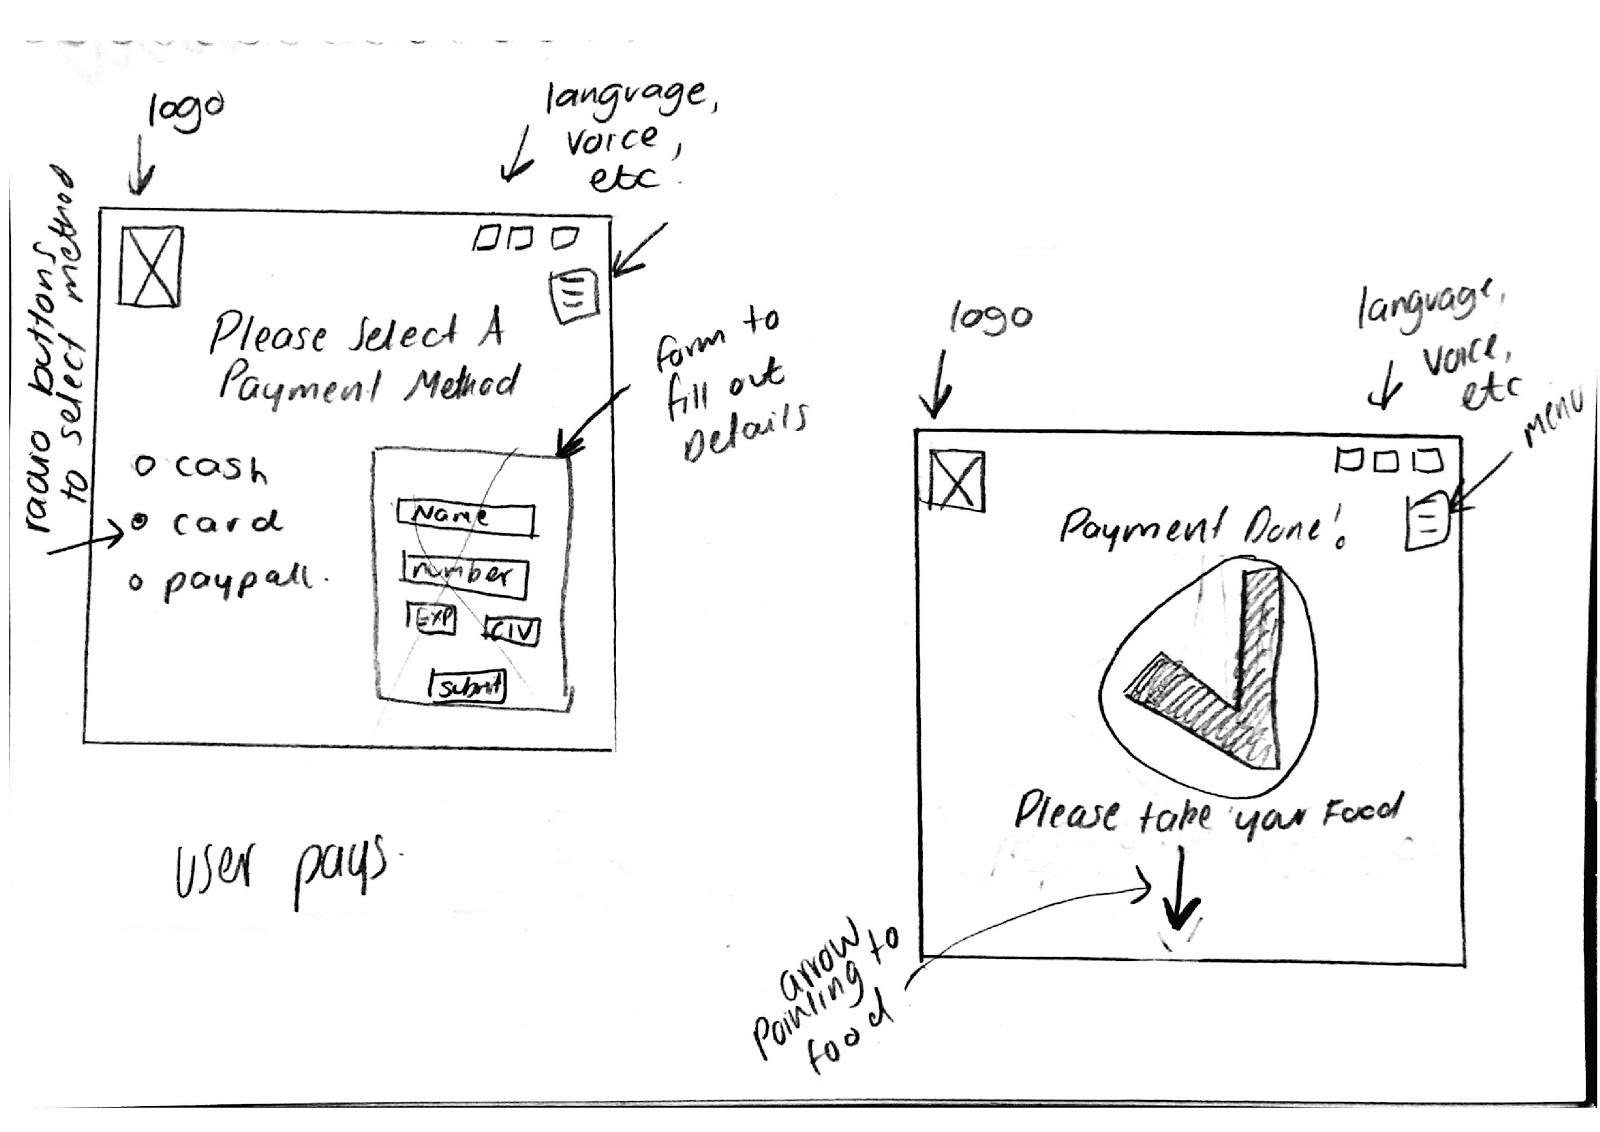 logo
language,
voice,
etc.
radio buttons
to select method
Please Select A
Payment Method
form to
fill out
Details
cash
card
paypall.
Name
number
EXP
CIV
submit
user pays.
logo
language,
voice,
etc
menu
Payment Done!
Please take your Food
arrow
Pointing to
food